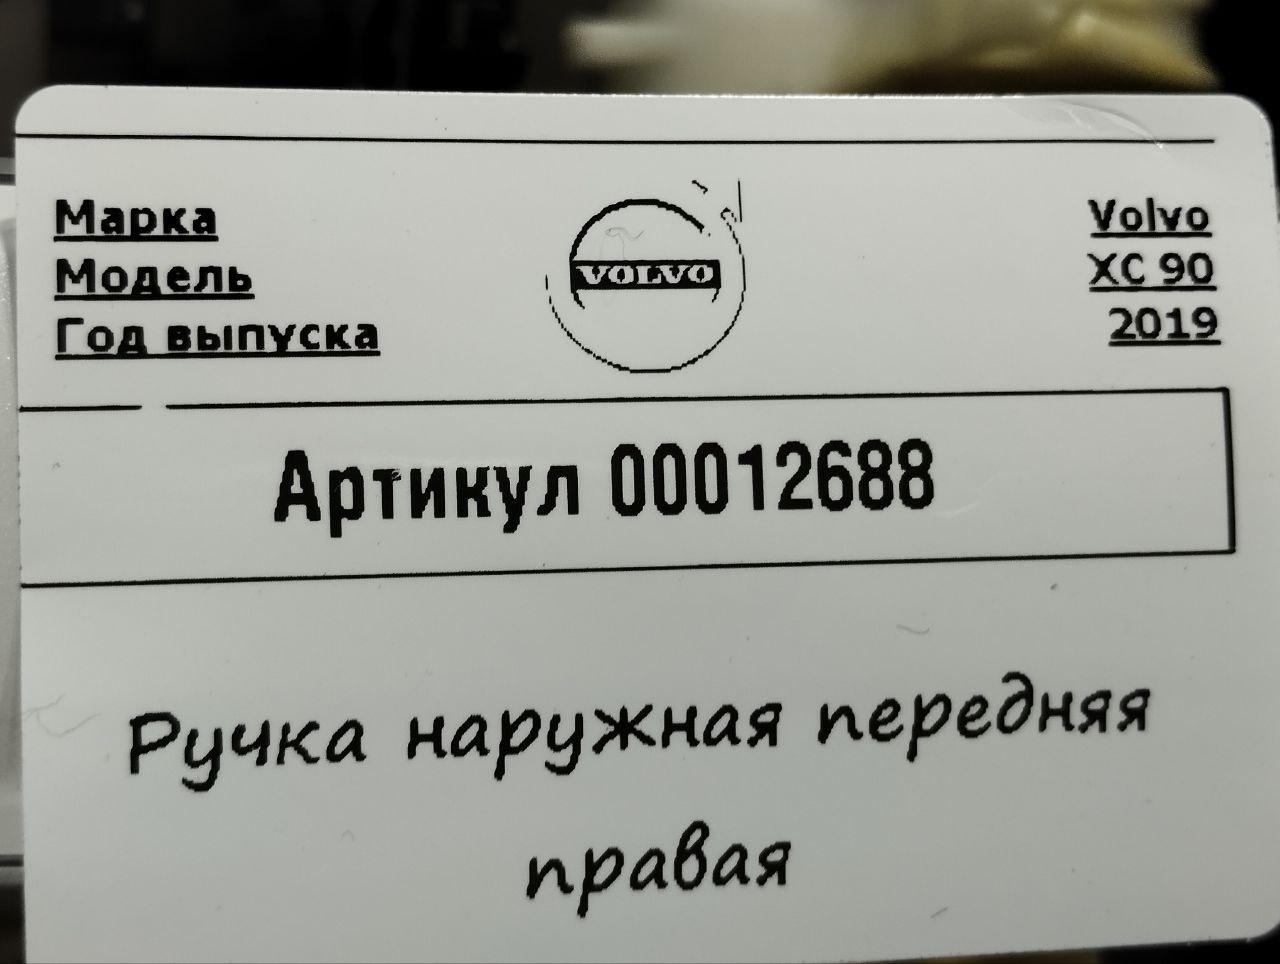 Марка
Модель
Год выпуска
VOLVO
Volvo
XC 90
2019
Артикул 00012688
Ручка наружная передняя
правая